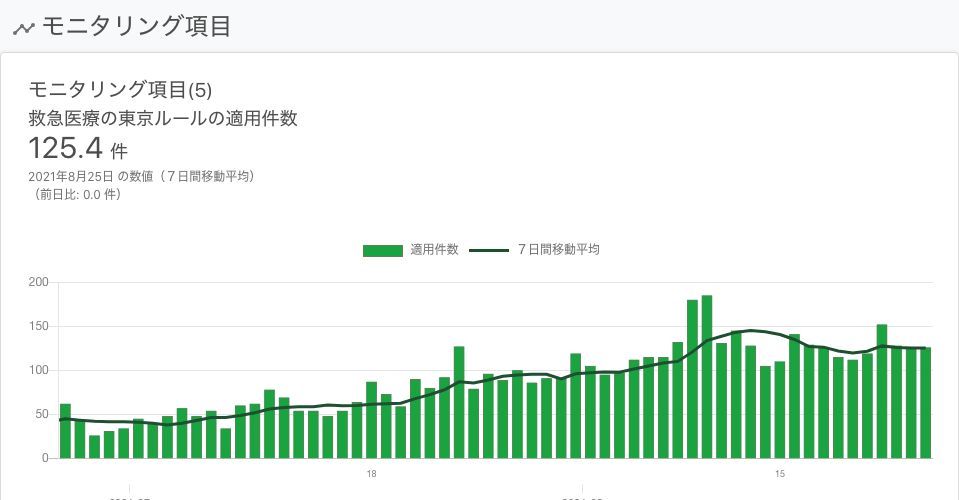 モニタリング項目
モニタリング項目(5)
救急医療の東京ルールの適用件数
125.4 件
2021年8月25日 の数値（７日間移動平均）
（前日比: 0.0 件）
適用件数 ７日間移動平均
200
150
100
50
0
18 15